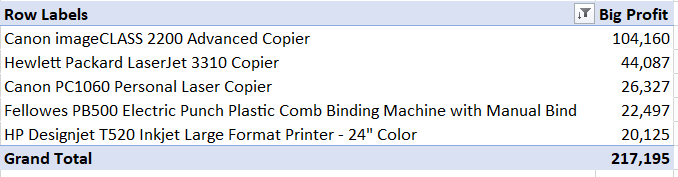 Row Labels Big Profit
Canon imageCLASS 2200 Advanced Copier 104,160
Hewlett Packard LaserJet 3310 Copier 44,087
Canon PC1060 Personal Laser Copier 26,327
Fellowes PB500 Electric Punch Plastic Comb Binding Machine with Manual Bind 22,497
HP Designjet T520 Inkjet Large Format Printer - 24" Color 20,125
Grand Total 217,195